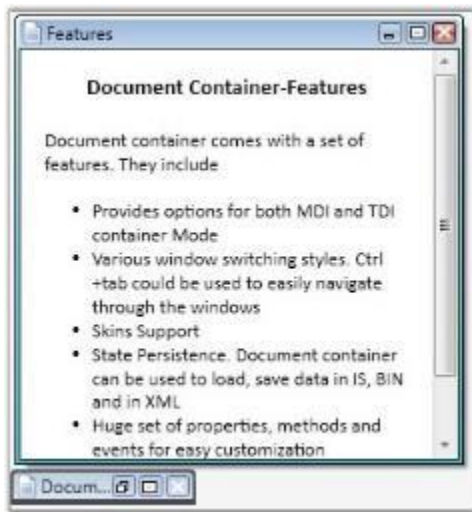 Features
Document Container-Features
Document container comes with a set of
features. They include
• Provides options for both MDI and TDI
container Mode
• Various window switching styles. Ctrl
+tab could be used to easily navigate
through the windows
• Skins Support
• State Persistence. Document container
can be used to load, save data in IS, BIN
and in XML
• Huge set of properties, methods and
events for easy customization
Docum...